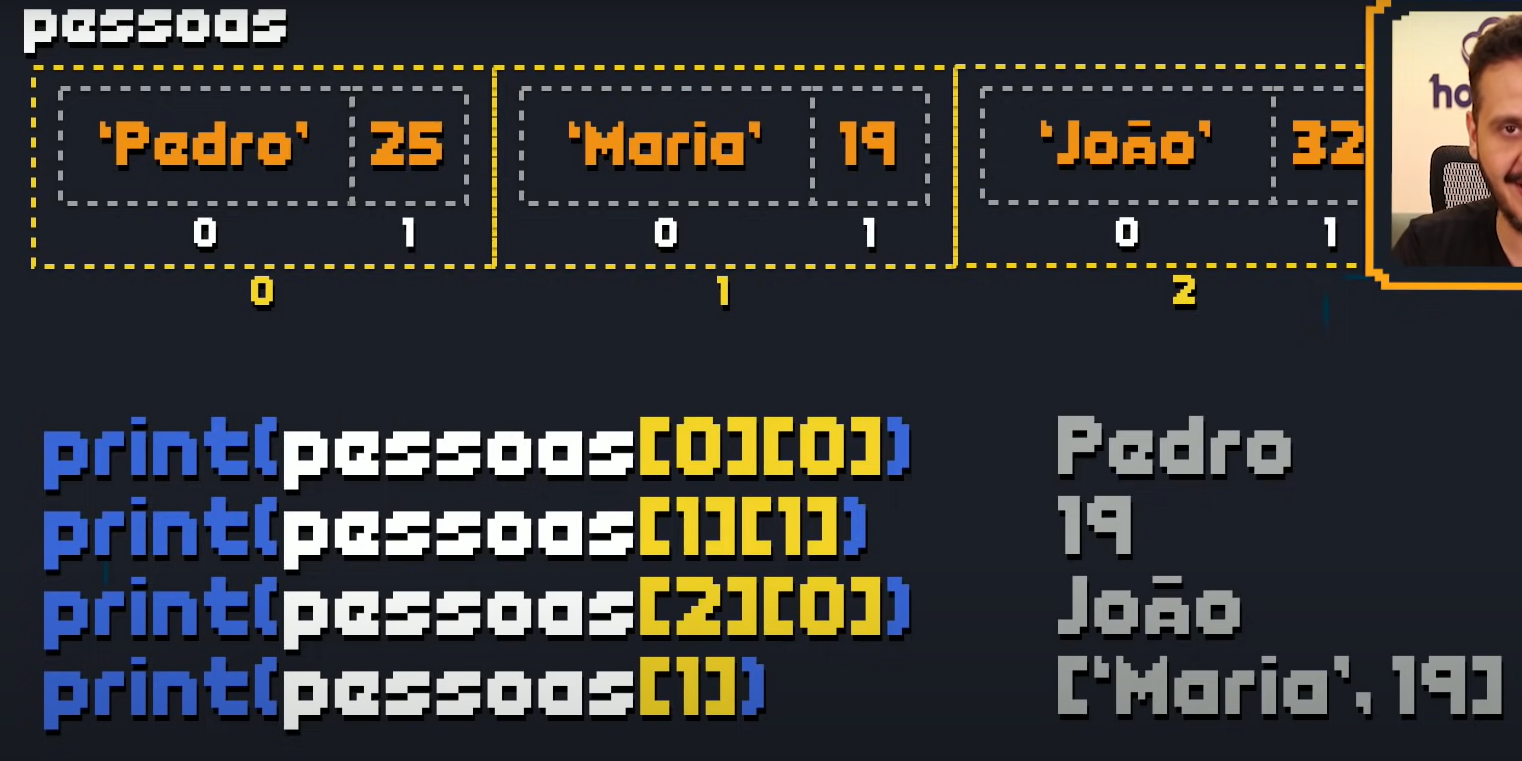 pessoas
'Pedro' 25 'Maria' 19 'João' 32
0 1 0 1 0 1
0 1 2
print(pessoas[0][0]) Pedro
print(pessoas[1][1]) 19
print(pessoas[2][0]) João
print(pessoas[1]) ['Maria', 19]